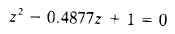 z² − 0.4877z + 1 = 0